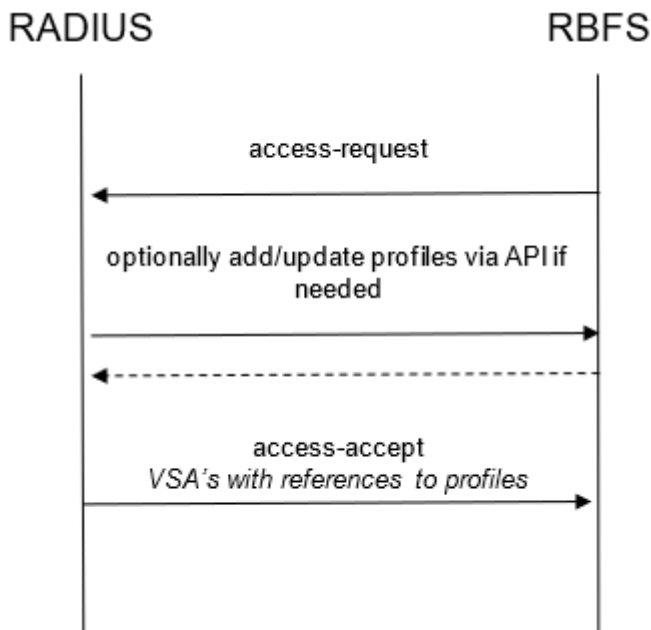 RADIUS RBFS
access-request
optionally add/update profiles via API if
needed
access-accept
VSA's with references to profiles